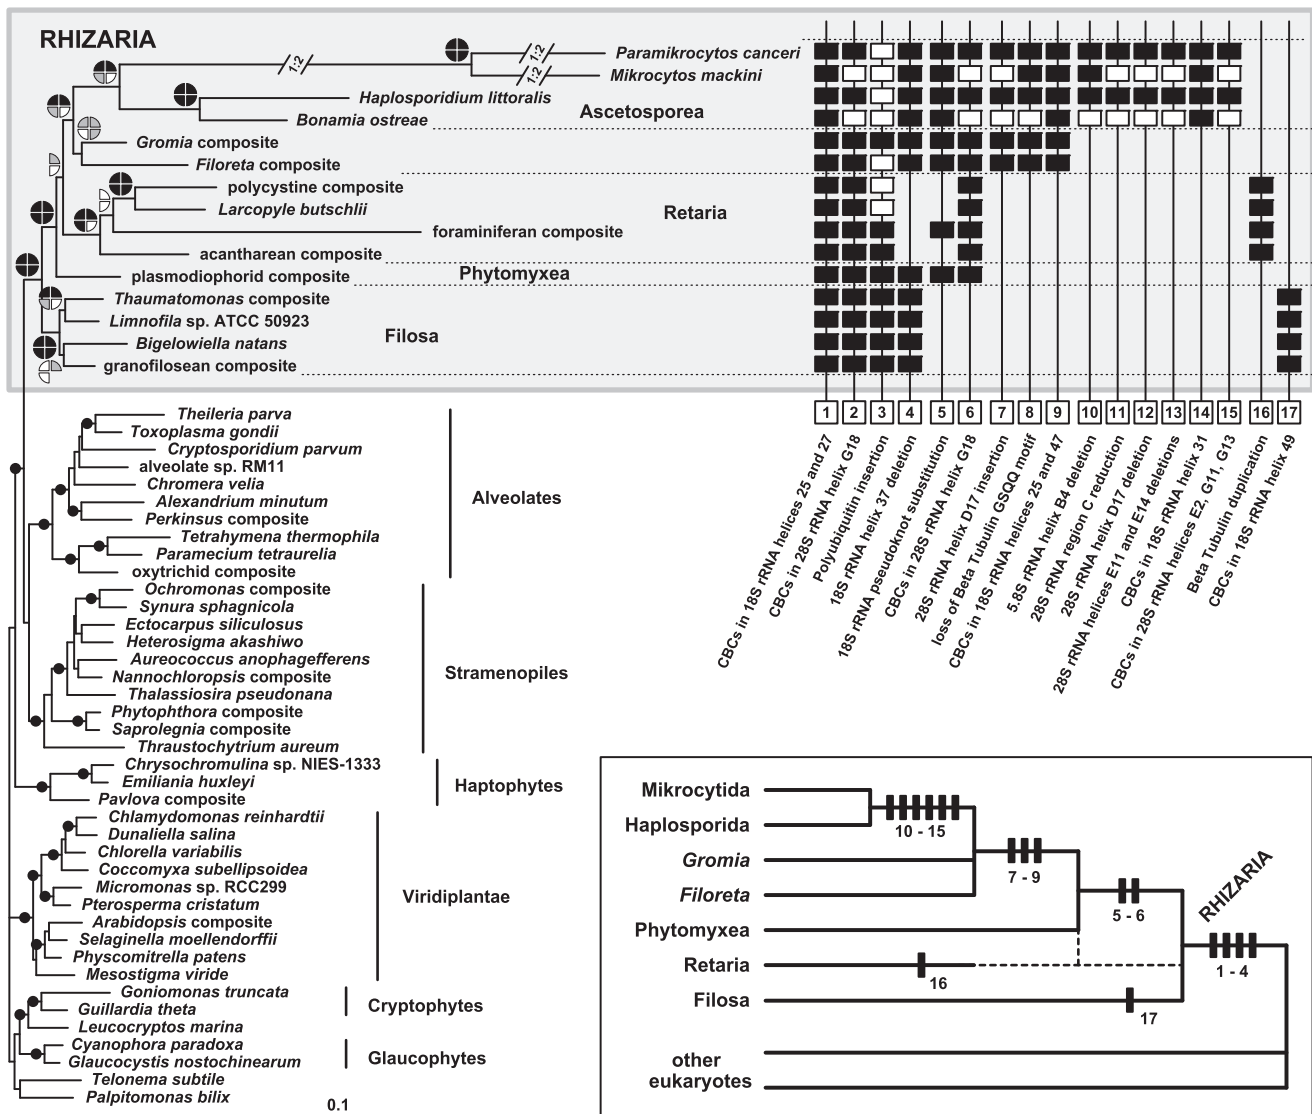 RHIZARIA
1:2
1:2
1:2
Paramikrocytos canceri
Mikrocytos mackini
Haplosporidium littoralis
Bonamia ostreae
Ascetosporea
Gromia composite
Filoreta composite
polycystine composite
Larcopyle butschlii
Retaria
foraminiferan composite
acantharean composite
plasmodiophorid composite
Phytomyxea
Thaumatomonas composite
Limnofila sp. ATCC 50923
Filosa
Bigelowiella natans
granofilosean composite
1 2 3 4 5 6 7 8 9 10 11 12 13 14 15 16 17
CBCs in 18S rRNA helices 25 and 27
CBCs in 28S rRNA helix G18
Polyubiquitin insertion
18S rRNA helix 37 deletion
18S rRNA pseudoknot substitution
CBCs in 28S rRNA helix G18
28S rRNA helix D17 insertion
loss of Beta Tubulin GSQQ motif
CBCs in 18S rRNA helices 25 and 47
5.8S rRNA helix B4 deletion
28S rRNA region C reduction
28S rRNA helix D17 deletion
28S rRNA helices E11 and E14 deletions
CBCs in 18S rRNA helix 31
CBCs in 28S rRNA helices E2, G11, G13
Beta Tubulin duplication
CBCs in 18S rRNA helix 49
Theileria parva
Toxoplasma gondii
Cryptosporidium parvum
alveolate sp. RM11
Chromera velia
Alexandrium minutum
Perkinsus composite
Tetrahymena thermophila
Paramecium tetraurelia
oxytrichid composite
Alveolates
Ochromonas composite
Synura sphagnicola
Ectocarpus siliculosus
Heterosigma akashiwo
Aureococcus anophagefferens
Nannochloropsis composite
Thalassiosira pseudonana
Phytophthora composite
Saprolegnia composite
Thraustochytrium aureum
Stramenopiles
Chrysochromulina sp. NIES-1333
Emiliania huxleyi
Pavlova composite
Haptophytes
Chlamydomonas reinhardtii
Dunaliella salina
Chlorella variabilis
Coccomyxa subellipsoidea
Micromonas sp. RCC299
Pterosperma cristatum
Arabidopsis composite
Selaginella moellendorffii
Physcomitrella patens
Mesostigma viride
Viridiplantae
Goniomonas truncata
Guillardia theta
Leucocryptos marina
Cryptophytes
Cyanophora paradoxa
Glaucocystis nostochinearum
Glaucophytes
Telonema subtile
Palpitomonas bilix
0.1
Mikrocytida
Haplosporida
Gromia
Filoreta
Phytomyxea
Retaria
Filosa
other
eukaryotes
10 - 15
7 - 9
5 - 6
RHIZARIA
1 - 4
16
17